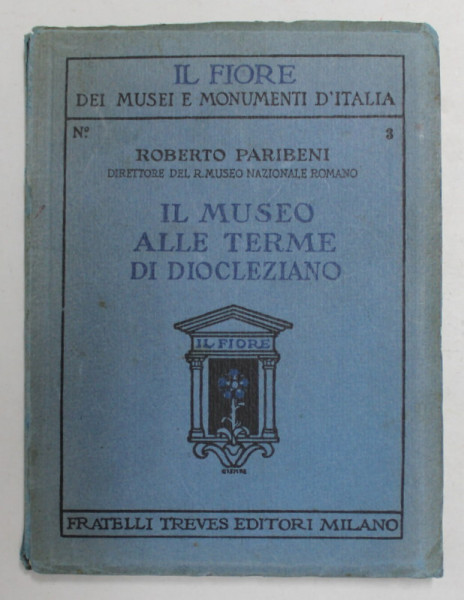 IL FIORE
DEI MUSEI E MONUMENTI D'ITALIA
Nº 3
ROBERTO PARIBENI
DIRETTORE DEL R. MUSEO NAZIONALE ROMANO
IL MUSEO
ALLE TERME
DI DIOCLEZIANO
IL FIORE
FRATELLI TREVES EDITORI MILANO